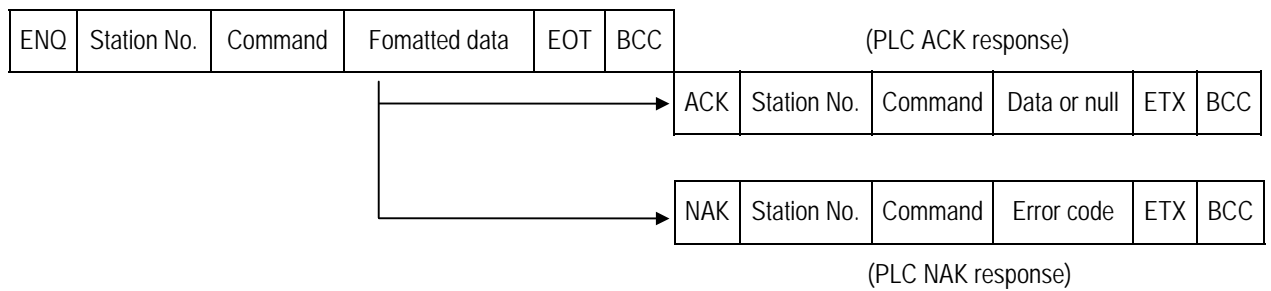 ENQ Station No. Command Fomatted data EOT BCC
(PLC ACK response)
ACK Station No. Command Data or null ETX BCC
NAK Station No. Command Error code ETX BCC
(PLC NAK response)